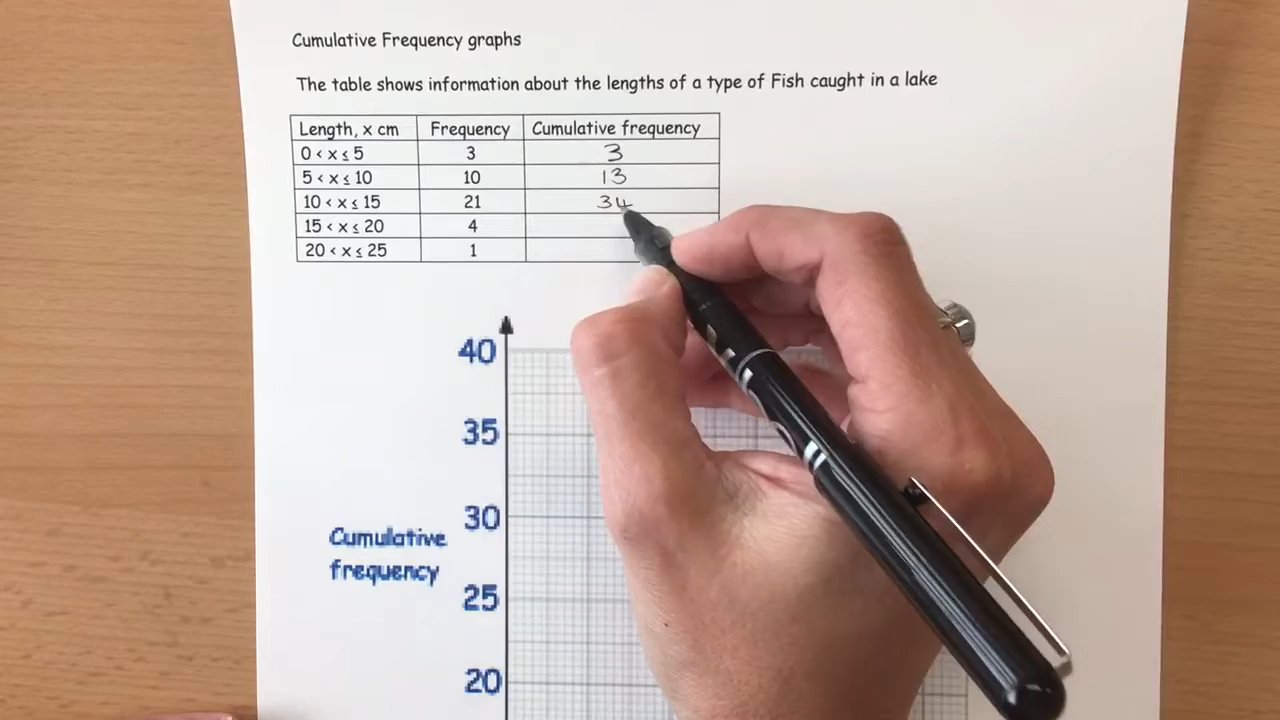 Cumulative Frequency graphs
The table shows information about the lengths of a type of Fish caught in a lake
Length, x cm Frequency Cumulative frequency
0 < x ≤ 5 3 3
5 < x ≤ 10 10 13
10 < x ≤ 15 21 34
15 < x ≤ 20 4
20 < x ≤ 25 1
40
35
30
Cumulative
frequency
25
20